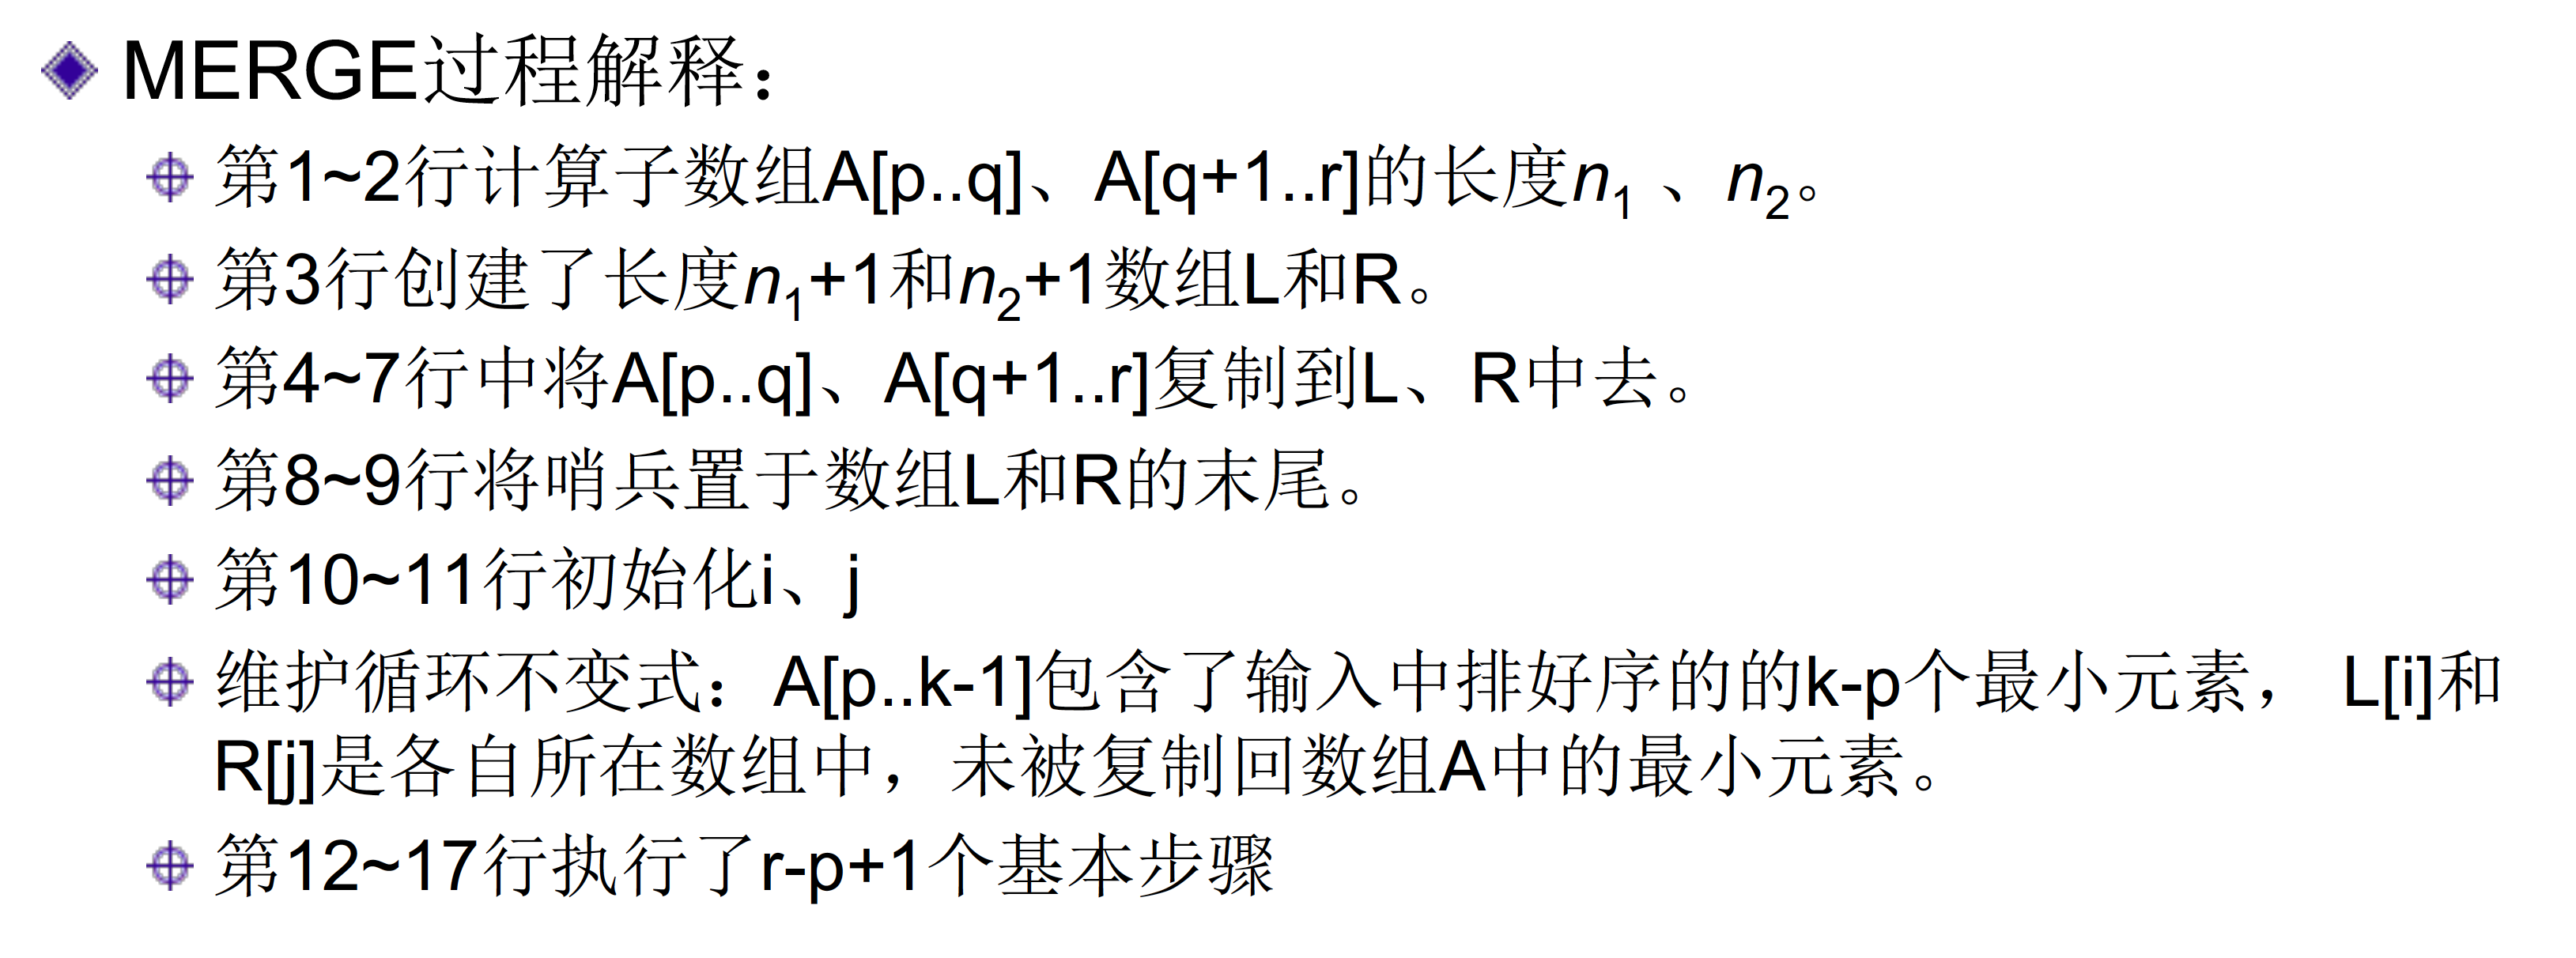 MERGE过程解释：
第1~2行计算子数组A[p..q]、A[q+1..r]的长度n1 、n2。
第3行创建了长度n1+1和n2+1数组L和R。
第4~7行中将A[p..q]、A[q+1..r]复制到L、R中去。
第8~9行将哨兵置于数组L和R的末尾。
第10~11行初始化i、j
维护循环不变式：A[p..k-1]包含了输入中排好序的的k-p个最小元素， L[i]和
R[j]是各自所在数组中，未被复制回数组A中的最小元素。
第12~17行执行了r-p+1个基本步骤